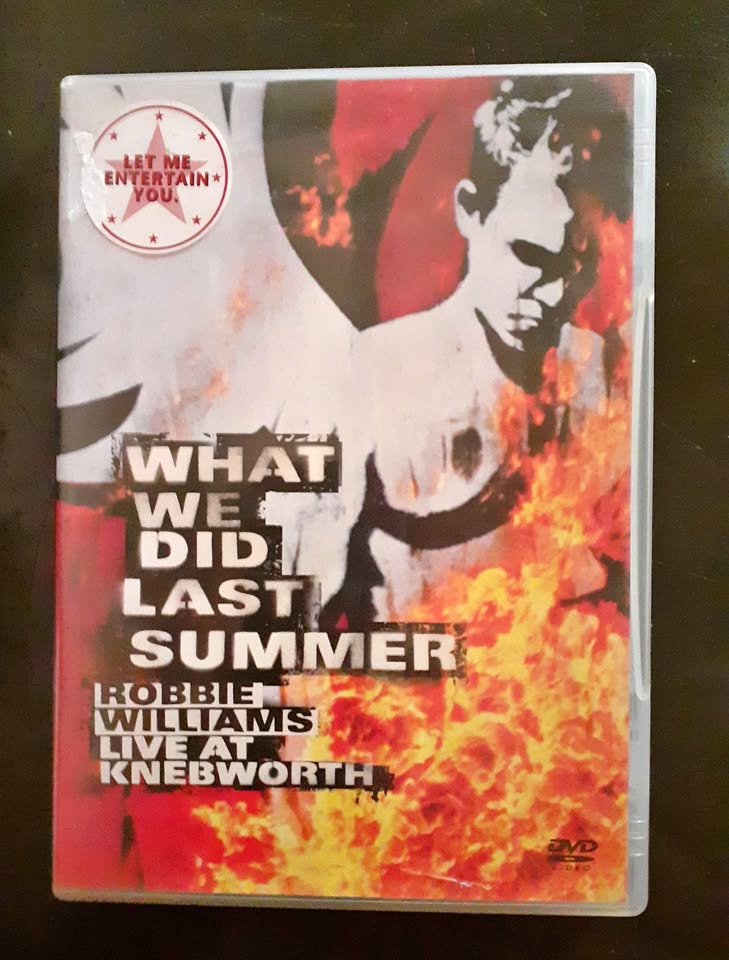 LET ME
ENTERTAIN
YOU.
WHAT
WE
DID
LAST
SUMMER
ROBBIE
WILLIAMS
LIVE AT
KNEBWORTH
DVD
VIDEO